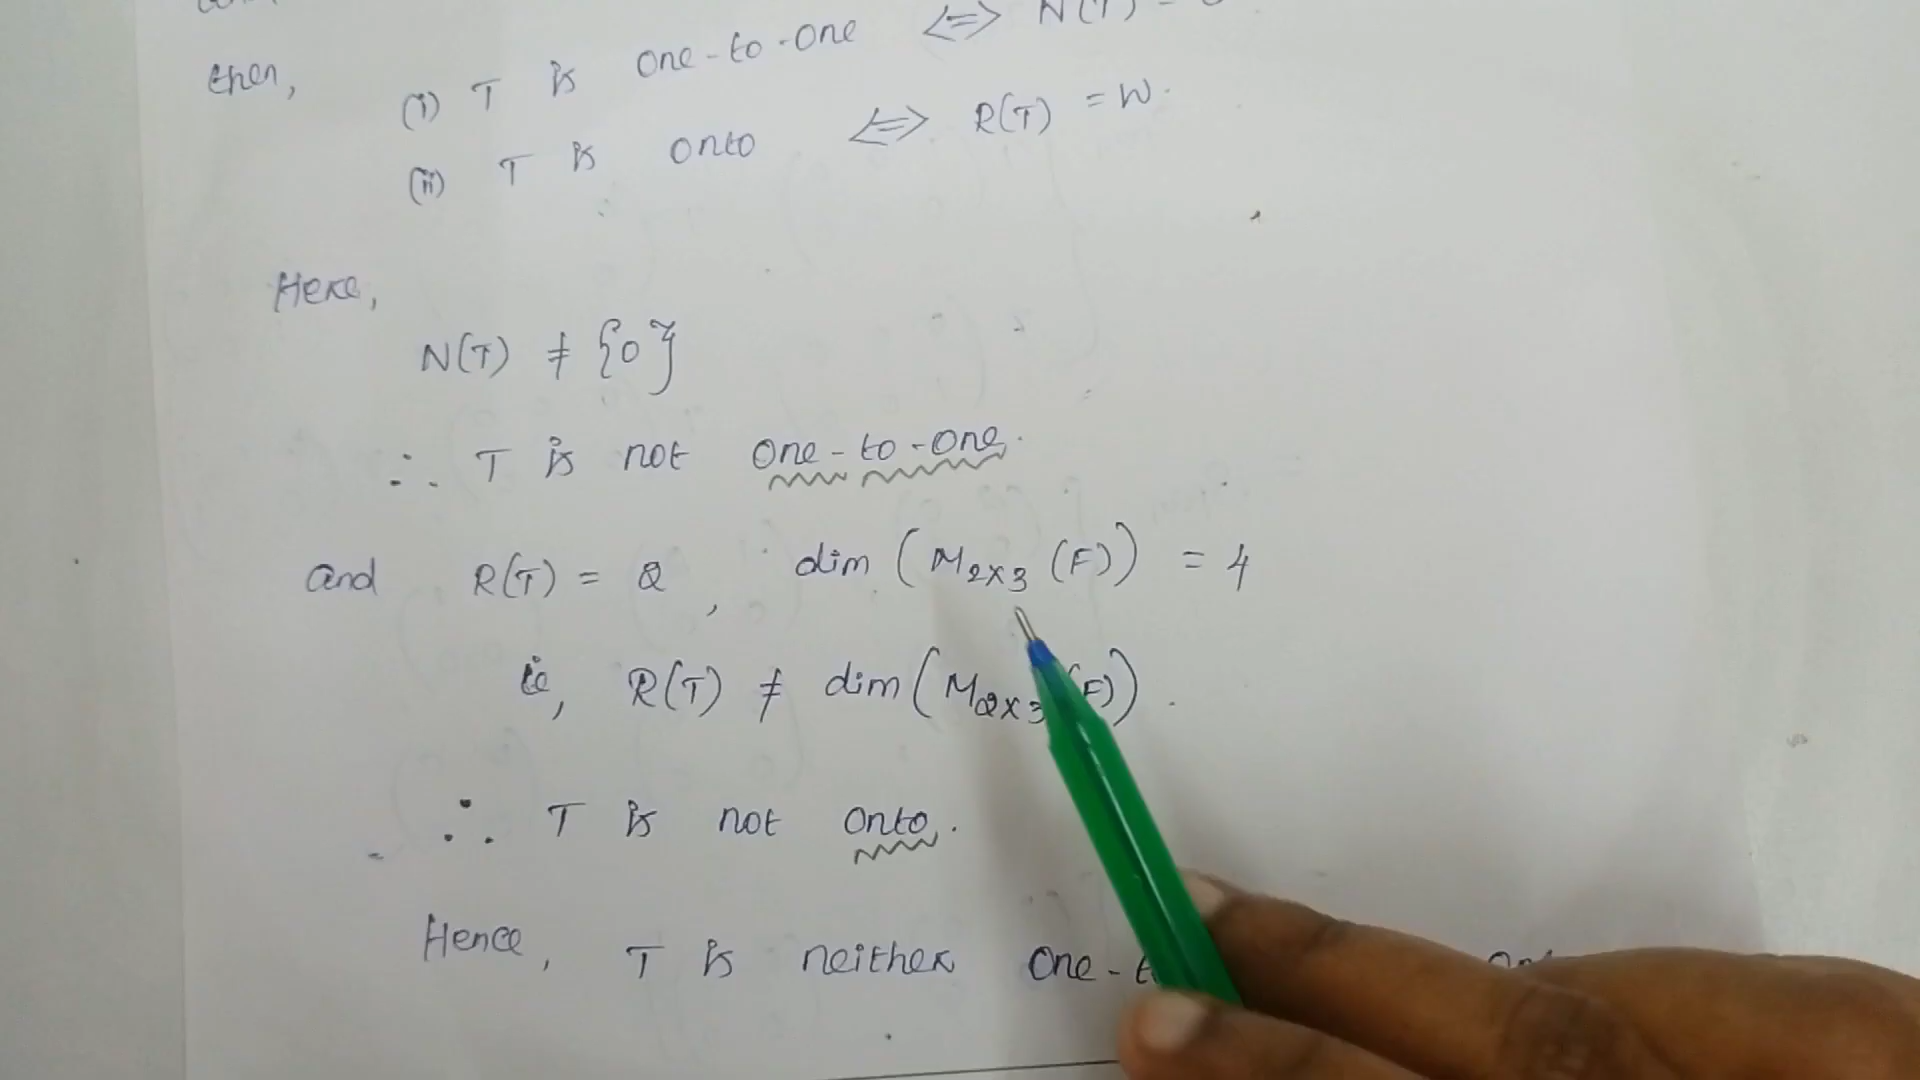 then,
(i) T is one-to-one <=> N(T) =
(ii) T is onto <=> R(T) = W.
Here,
N(T) ≠ {0}
∴ T is not one-to-one.
and R(T) = 2, dim (M2x3 (F)) = 4
ie, R(T) ≠ dim (M2x3 (F)).
∴ T is not onto.
Hence, T is neither one-t